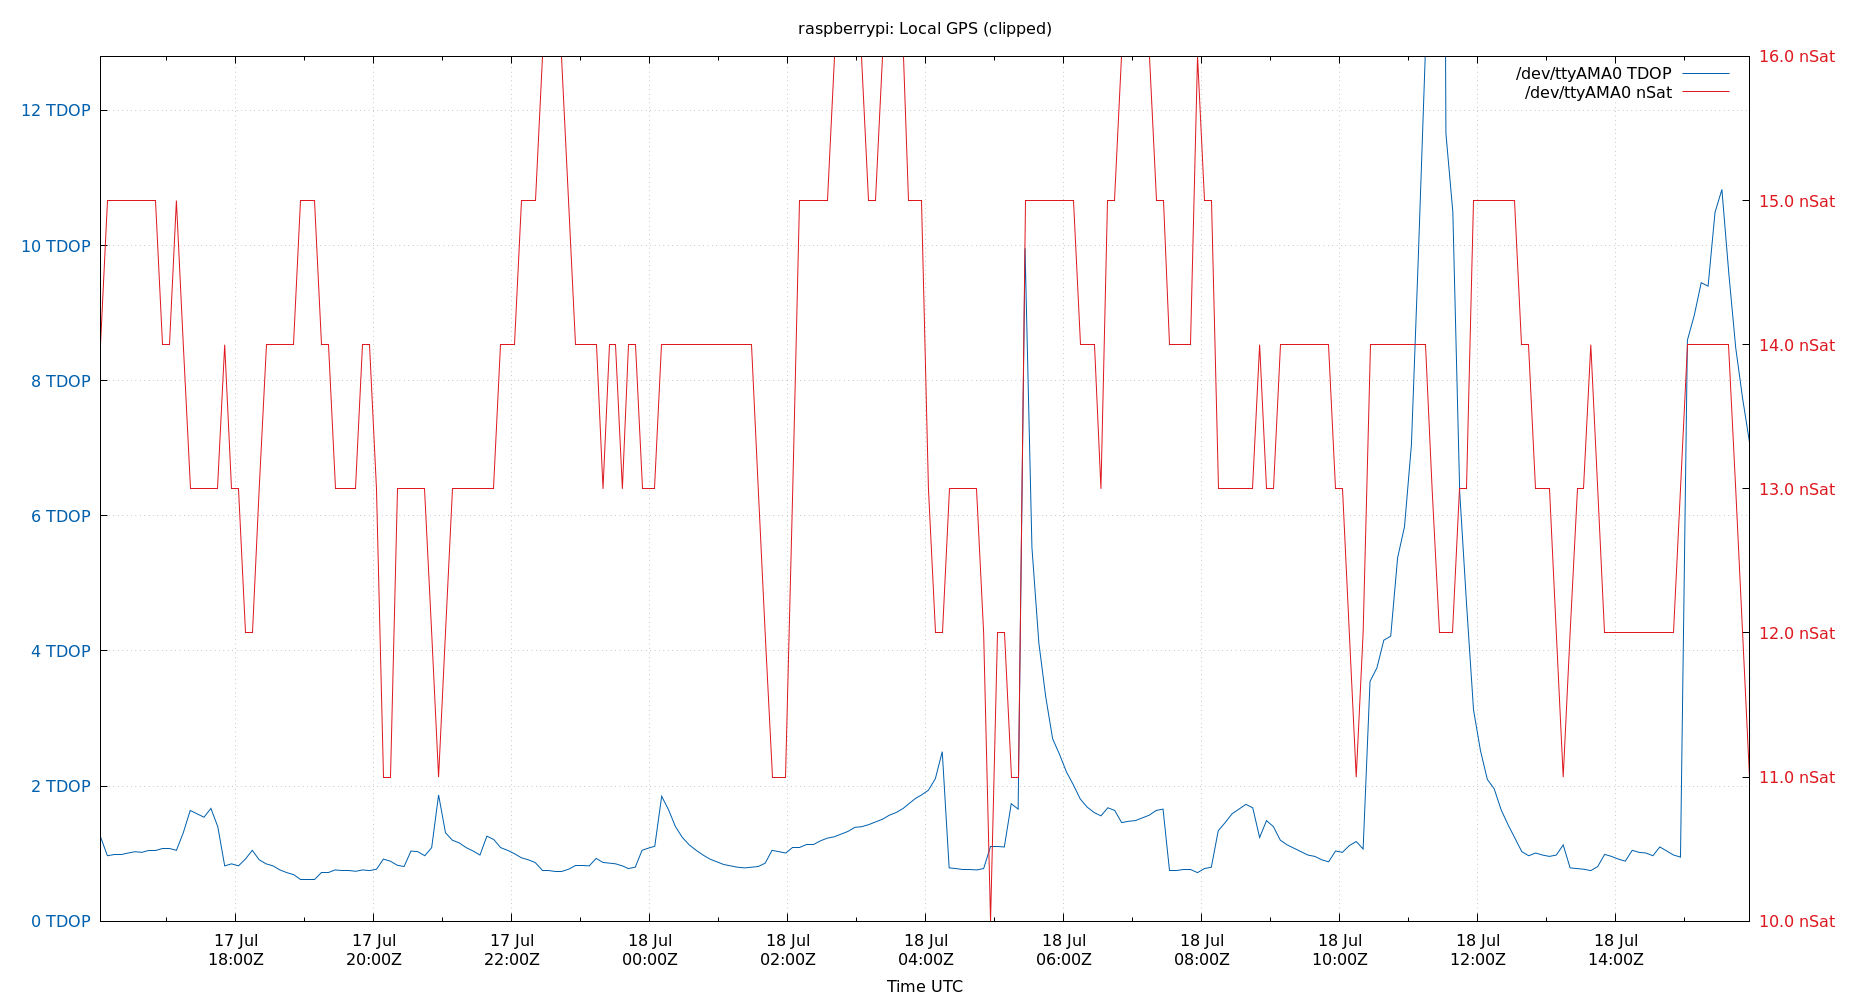 raspberrypi: Local GPS (clipped)
/dev/ttyAMA0 TDOP
/dev/ttyAMA0 nSat
12 TDOP
10 TDOP
8 TDOP
6 TDOP
4 TDOP
2 TDOP
0 TDOP
16.0 nSat
15.0 nSat
14.0 nSat
13.0 nSat
12.0 nSat
11.0 nSat
10.0 nSat
17 Jul
18:00Z
17 Jul
20:00Z
17 Jul
22:00Z
18 Jul
00:00Z
18 Jul
02:00Z
18 Jul
04:00Z
18 Jul
06:00Z
18 Jul
08:00Z
18 Jul
10:00Z
18 Jul
12:00Z
18 Jul
14:00Z
Time UTC